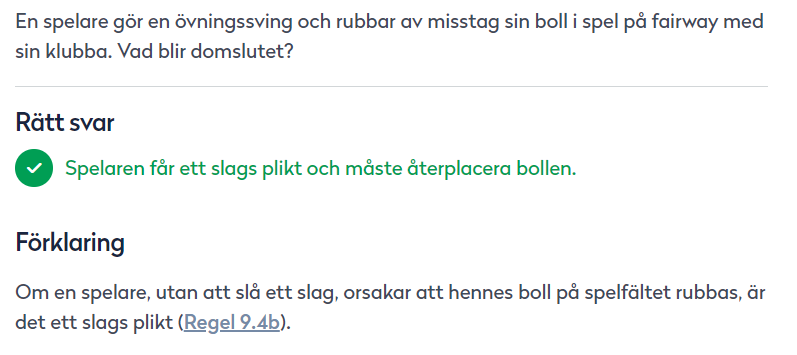 En spelare gör en övningssving och rubbar av misstag sin boll i spel på fairway med
sin klubba. Vad blir domslutet?
Rätt svar
Spelaren får ett slags plikt och måste återplacera bollen.
Förklaring
Om en spelare, utan att slå ett slag, orsakar att hennes boll på spelfältet rubbas, är
det ett slags plikt (Regel 9.4b).